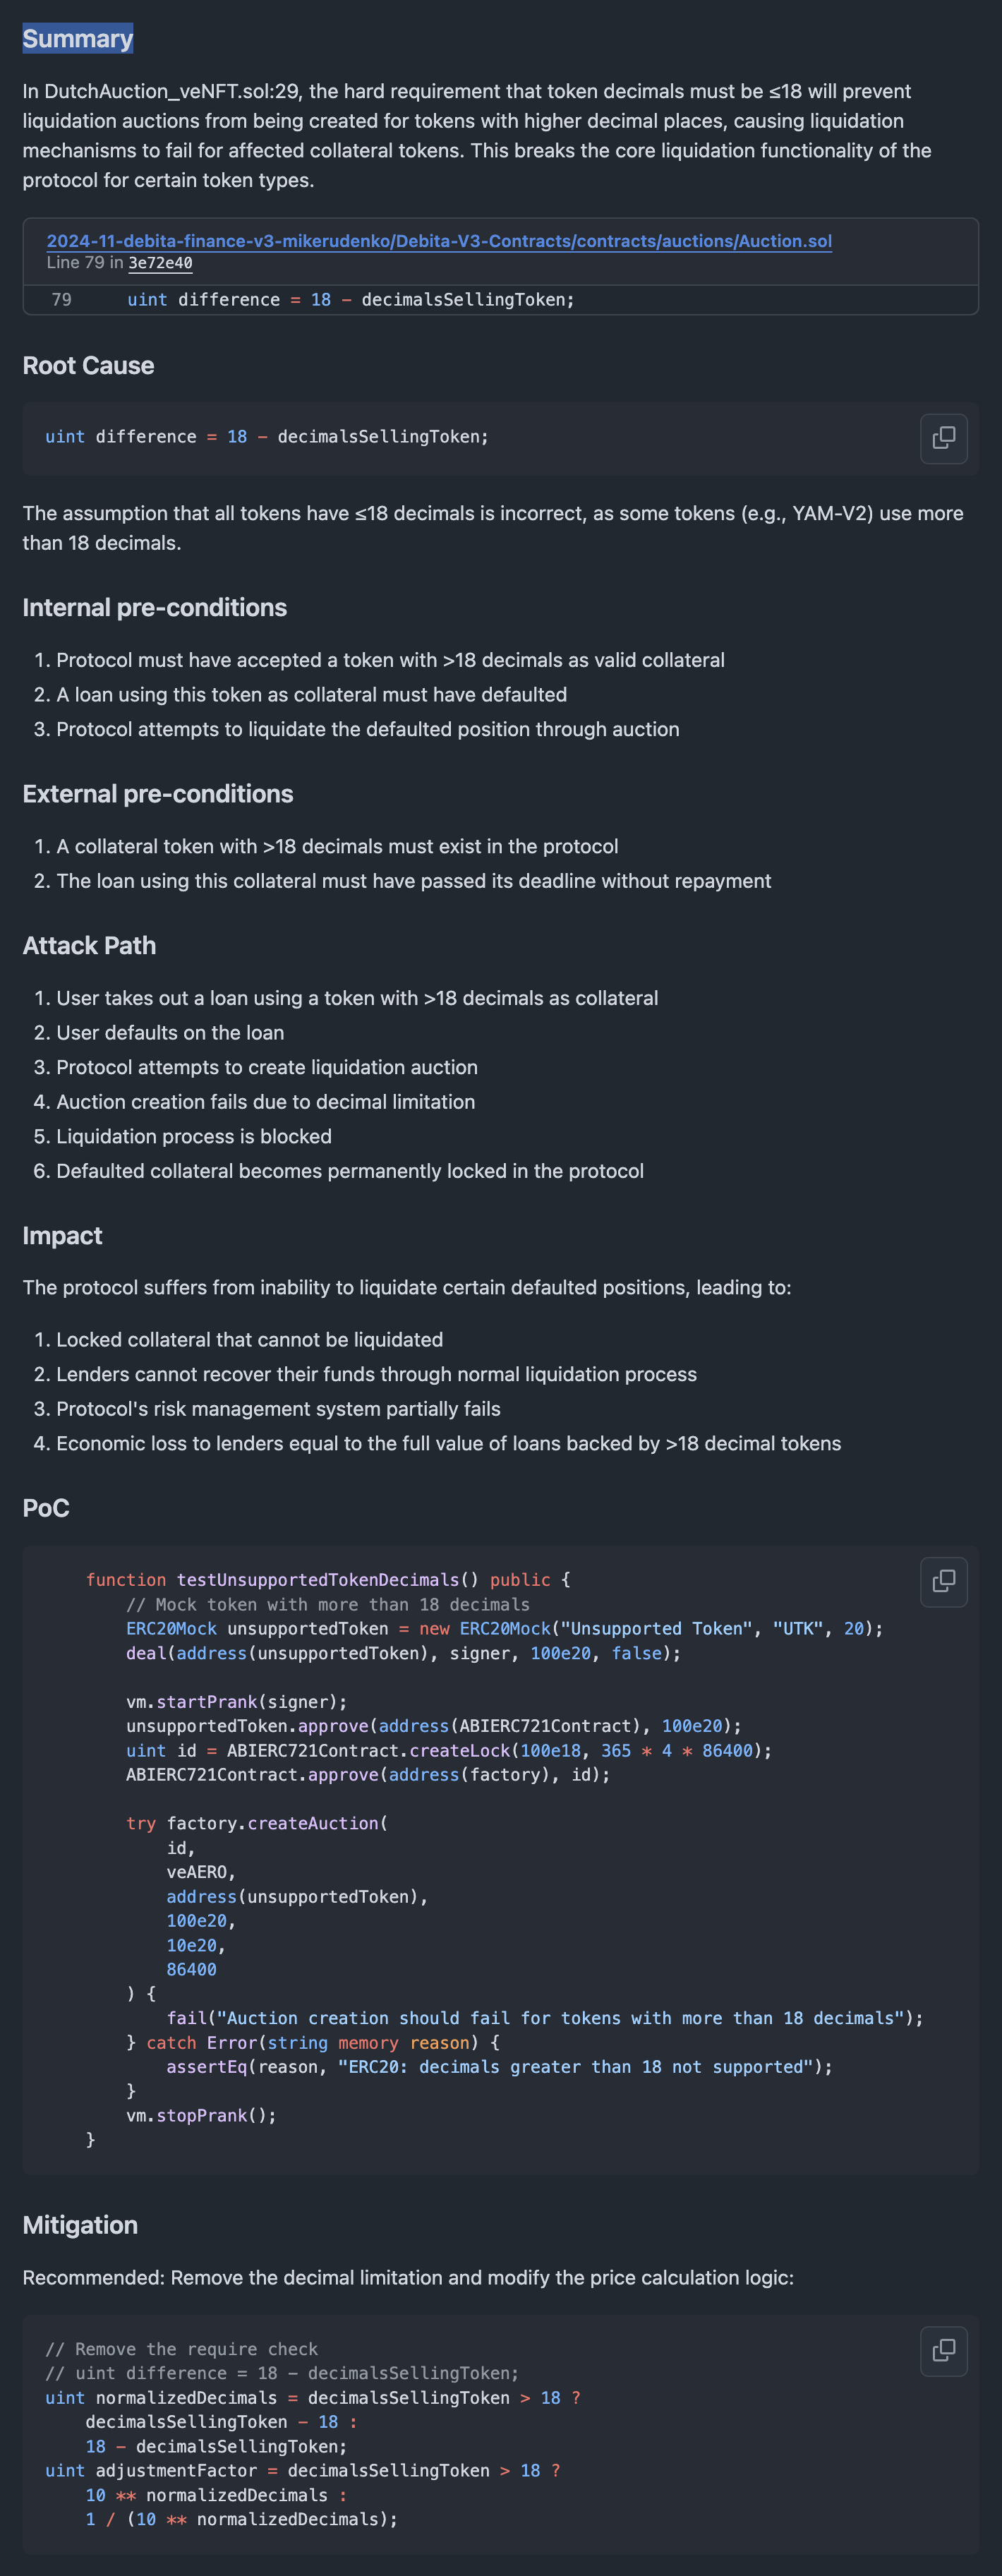 Summary
In DutchAuction_veNFT.sol:29, the hard requirement that token decimals must be ≤18 will prevent
liquidation auctions from being created for tokens with higher decimal places, causing liquidation
mechanisms to fail for affected collateral tokens. This breaks the core liquidation functionality of the
protocol for certain token types.
2024-11-debita-finance-v3-mikerudenko/Debita-V3-Contracts/contracts/auctions/Auction.sol
Line 79 in 3e72e40
79 uint difference = 18 - decimalsSellingToken;
Root Cause
uint difference = 18 - decimalsSellingToken;
The assumption that all tokens have ≤18 decimals is incorrect, as some tokens (e.g., YAM-V2) use more
than 18 decimals.
Internal pre-conditions
1. Protocol must have accepted a token with >18 decimals as valid collateral
2. A loan using this token as collateral must have defaulted
3. Protocol attempts to liquidate the defaulted position through auction
External pre-conditions
1. A collateral token with >18 decimals must exist in the protocol
2. The loan using this collateral must have passed its deadline without repayment
Attack Path
1. User takes out a loan using a token with >18 decimals as collateral
2. User defaults on the loan
3. Protocol attempts to create liquidation auction
4. Auction creation fails due to decimal limitation
5. Liquidation process is blocked
6. Defaulted collateral becomes permanently locked in the protocol
Impact
The protocol suffers from inability to liquidate certain defaulted positions, leading to:
1. Locked collateral that cannot be liquidated
2. Lenders cannot recover their funds through normal liquidation process
3. Protocol's risk management system partially fails
4. Economic loss to lenders equal to the full value of loans backed by >18 decimal tokens
PoC
function testUnsupportedTokenDecimals() public {
// Mock token with more than 18 decimals
ERC20Mock unsupportedToken = new ERC20Mock("Unsupported Token", "UTK", 20);
deal(address(unsupportedToken), signer, 100e20, false);
vm.startPrank(signer);
unsupportedToken.approve(address(ABIERC721Contract), 100e20);
uint id = ABIERC721Contract.createLock(100e18, 365 * 4 * 86400);
ABIERC721Contract.approve(address(factory), id);
try factory.createAuction(
id,
veAERO,
address(unsupportedToken),
100e20,
10e20,
86400
) {
fail("Auction creation should fail for tokens with more than 18 decimals");
} catch Error(string memory reason) {
assertEq(reason, "ERC20: decimals greater than 18 not supported");
}
vm.stopPrank();
}
Mitigation
Recommended: Remove the decimal limitation and modify the price calculation logic:
// Remove the require check
// uint difference = 18 - decimalsSellingToken;
uint normalizedDecimals = decimalsSellingToken > 18 ?
decimalsSellingToken - 18 :
18 - decimalsSellingToken;
uint adjustmentFactor = decimalsSellingToken > 18 ?
10 ** normalizedDecimals :
1 / (10 ** normalizedDecimals);